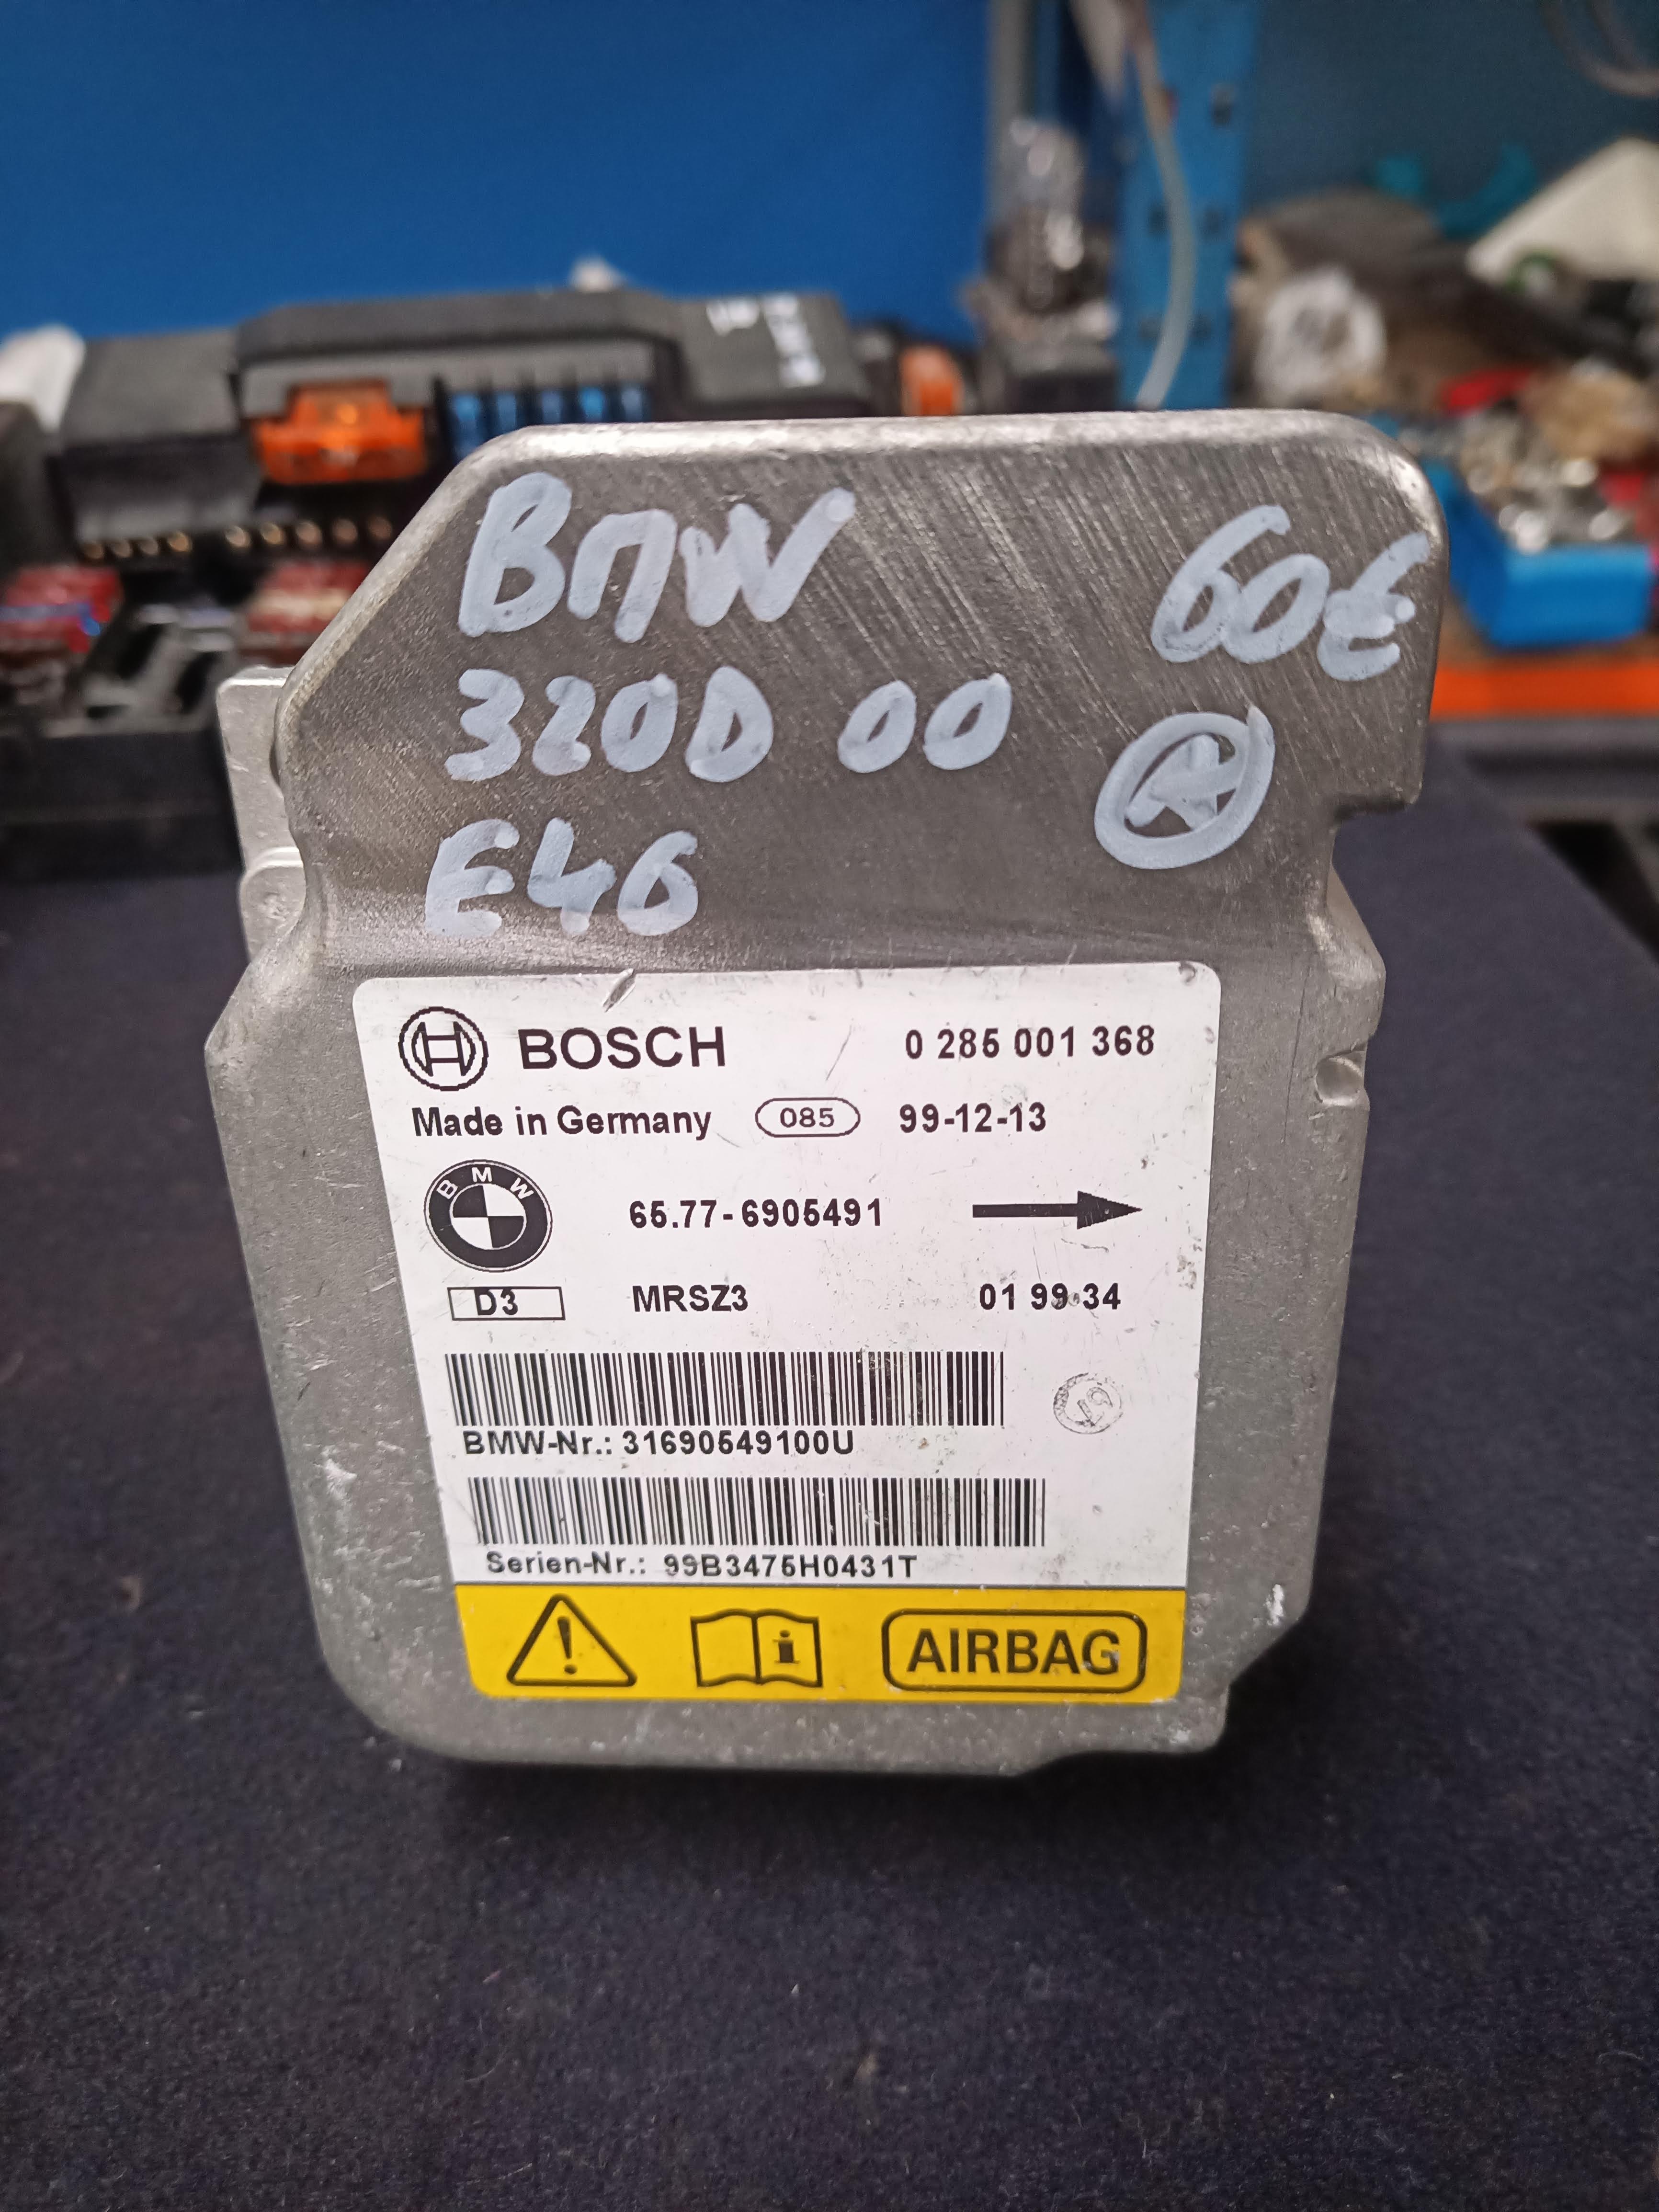 BMW 60€
320D 00
E46
BOSCH 0 285 001 368
Made in Germany 085 99-12-13
BMW 65.77-6905491
D3 MRSZ3 01 99 34
BMW-Nr.: 31690549100U
Serien-Nr.: 99B3475H0431T
AIRBAG